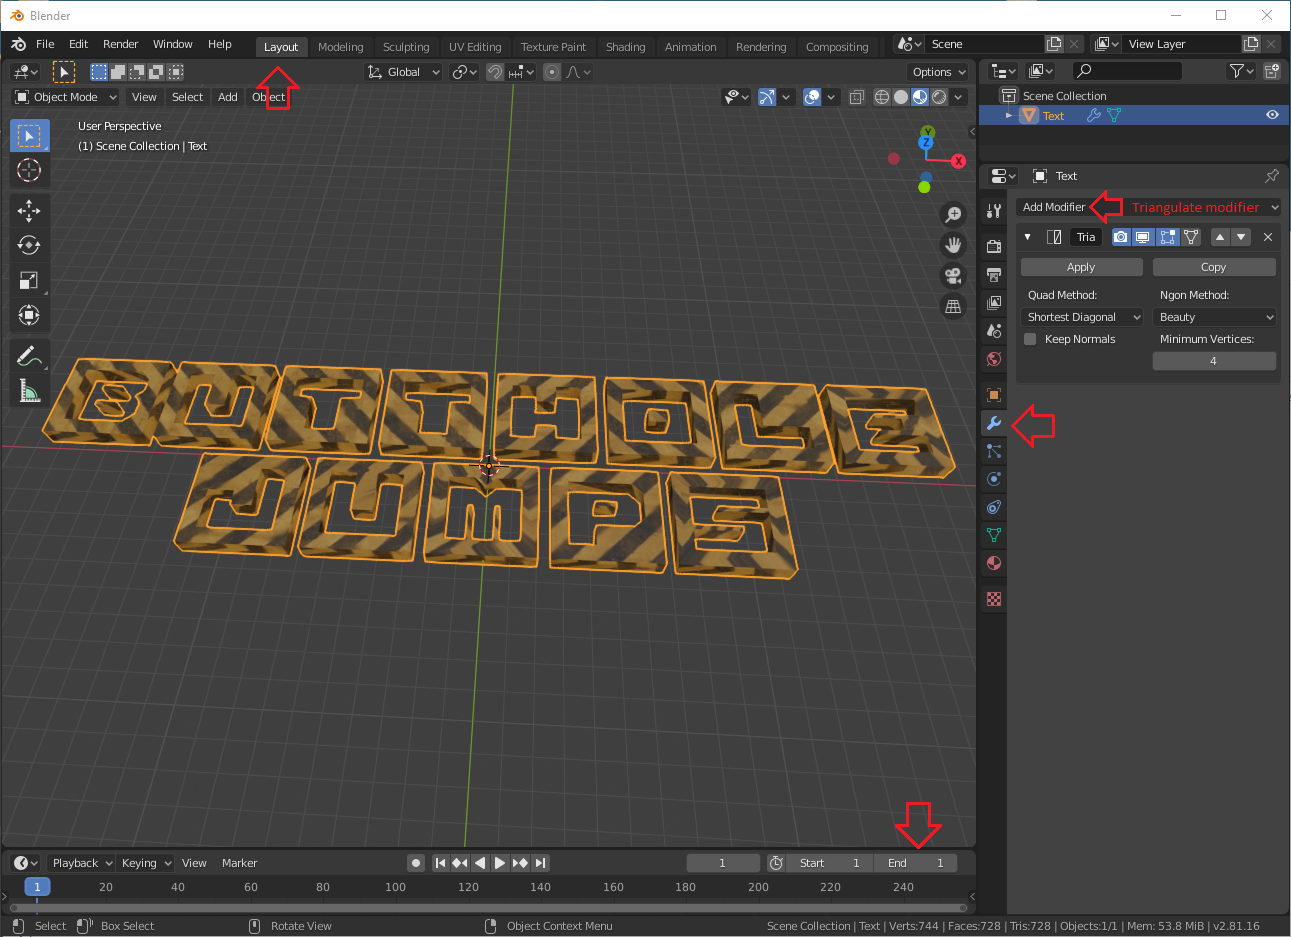 Blender
File Edit Render Window Help Layout Modeling Sculpting UV Editing Texture Paint Shading Animation Rendering Compositing Scene View Layer
Global Options
Object Mode View Select Add Object
Scene Collection
Text
User Perspective
(1) Scene Collection | Text
Y
Z
X
Text
Add Modifier Triangulate modifier
Tria
Apply Copy
Quad Method: Ngon Method:
Shortest Diagonal Beauty
Keep Normals Minimum Vertices:
4
BUTTHOLE
JUMPS
Playback Keying View Marker 1 Start 1 End 1
1 20 40 60 80 100 120 140 160 180 200 220 240
Select Box Select Rotate View Object Context Menu Scene Collection | Text | Verts:744 | Faces:728 | Tris:728 | Objects:1/1 | Mem: 53.8 MiB | v2.81.16